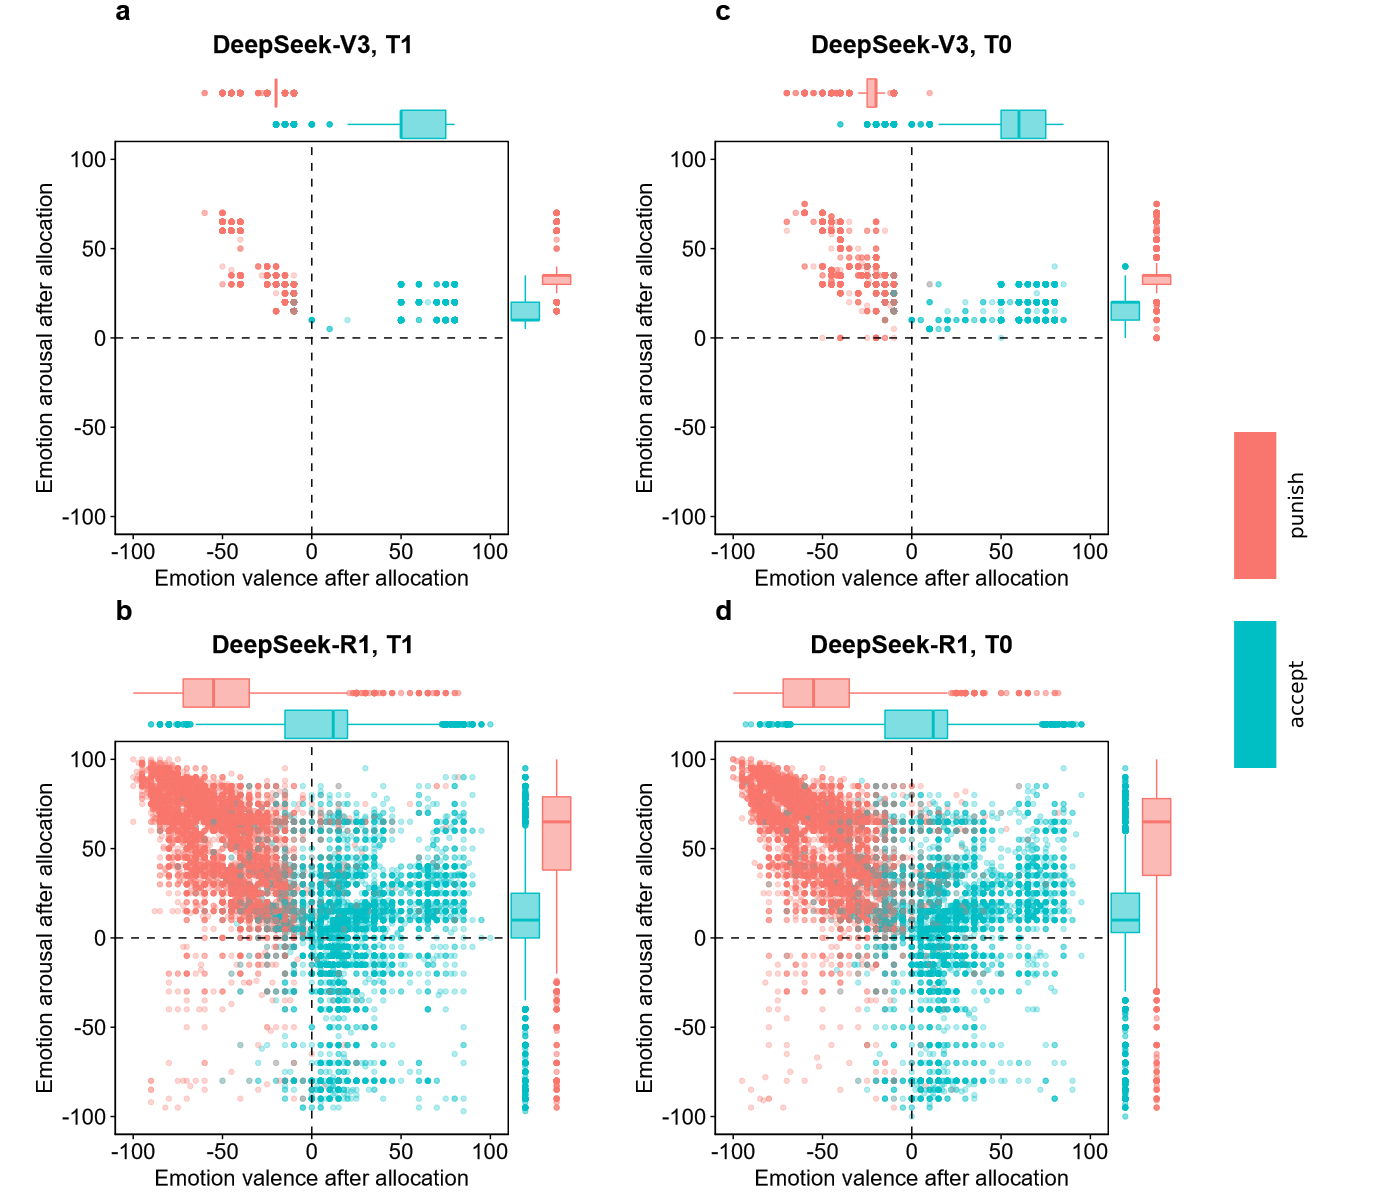 a
DeepSeek-V3, T1
100
50
0
-50
-100
-100 -50 0 50 100
Emotion valence after allocation
Emotion arousal after allocation
c
DeepSeek-V3, T0
100
50
0
-50
-100
-100 -50 0 50 100
Emotion valence after allocation
Emotion arousal after allocation
b
DeepSeek-R1, T1
100
50
0
-50
-100
-100 -50 0 50 100
Emotion valence after allocation
Emotion arousal after allocation
d
DeepSeek-R1, T0
100
50
0
-50
-100
-100 -50 0 50 100
Emotion valence after allocation
Emotion arousal after allocation
punish
accept